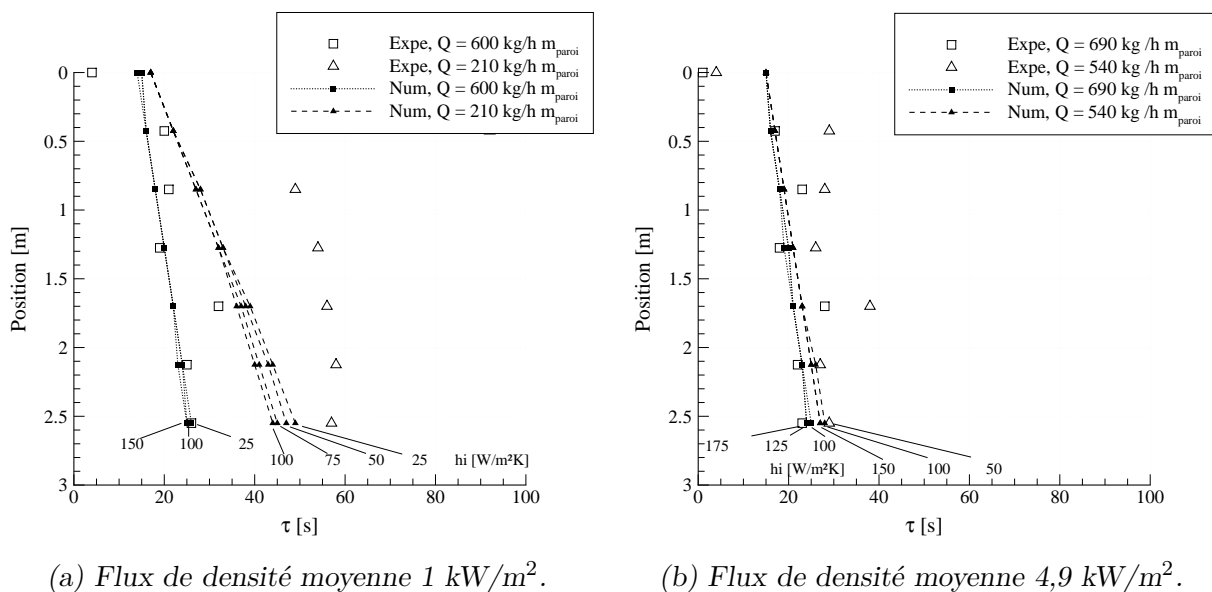 Expe, Q = 600 kg/h m_paroi
Expe, Q = 210 kg/h m_paroi
Num, Q = 600 kg/h m_paroi
Num, Q = 210 kg/h m_paroi
0
0.5
1
1.5
2
2.5
3
Position [m]
150
100
25
100
75
50
25
hi [W/m²K]
0
20
40
60
80
100
τ [s]
(a) Flux de densité moyenne 1 kW/m².
Expe, Q = 690 kg /h m_paroi
Expe, Q = 540 kg /h m_paroi
Num, Q = 690 kg /h m_paroi
Num, Q = 540 kg /h m_paroi
0
0.5
1
1.5
2
2.5
3
Position [m]
175
125
100
hi [W/m²K]
150
100
50
0
20
40
60
80
100
τ [s]
(b) Flux de densité moyenne 4,9 kW/m².